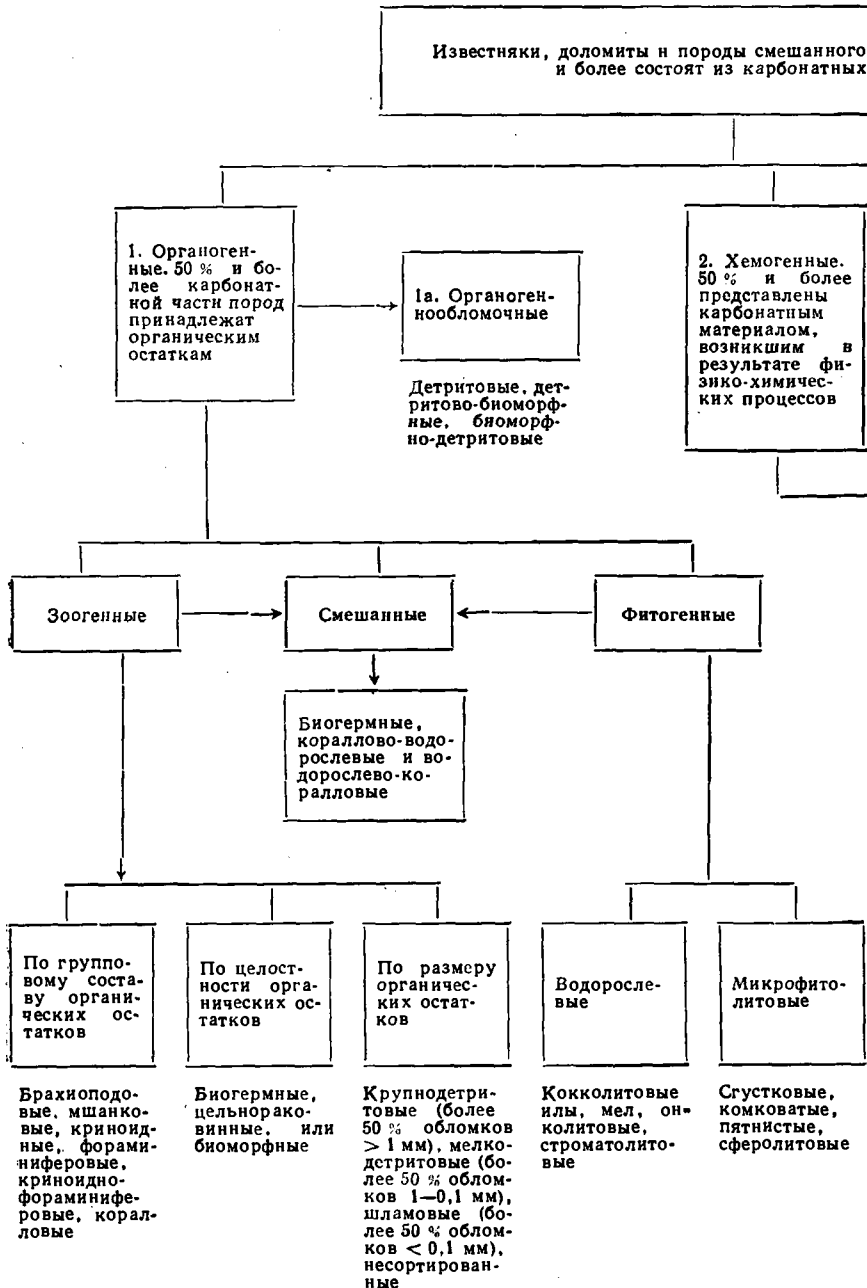 Известняки, доломиты н породы смешанного
и более состоят из карбонатных
1. Органоген-
ные. 50 % и бо-
лее карбонат-
ной части пород
принадлежат
органическим
остаткам
1а. Органоген-
нообломочные
Детритовые, дет-
ритово-биоморф-
ные, биоморф-
но-детритовые
2. Хемогенные.
50 % и более
представлены
карбонатным
материалом,
возникшим в
результате фи-
зико-химичес-
ких процессов
Зоогенные
Смешанные
Фитогенные
Биогермные,
кораллово-водо-
рослевые и во-
дорослево-ко-
ралловые
По группо-
вому соста-
ву органи-
ческих ос-
татков
По целост-
ности орга-
нических ос-
татков
По размеру
органичес-
ких остат-
ков
Водоросле-
вые
Микрофито-
литовые
Брахиоподо-
вые, мшанко-
вые, криноид-
ные, форами-
ниферовые,
криноидно-
фораминифе-
ровые, корал-
ловые
Биогермные,
цельнорако-
винные, или
биоморфные
Крупнодетри-
товые (более
50 % обломков
> 1 мм), мелко-
детритовые (бо-
лее 50 % облом-
ков 1—0,1 мм),
шламовые (бо-
лее 50 % облом-
ков < 0,1 мм),
несортирован-
ные
Кокколитовые
илы, мел, он-
колитовые,
строматолито-
вые
Сгустковые,
комковатые,
пятнистые,
сферолитовые